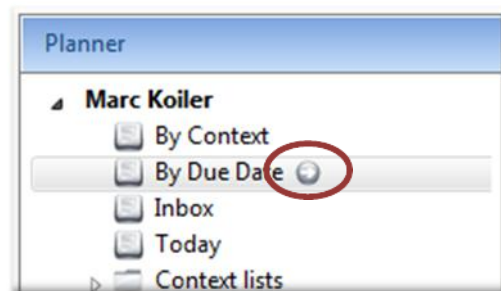 Planner
Marc Koiler
By Context
By Due Date
Inbox
Today
Context lists